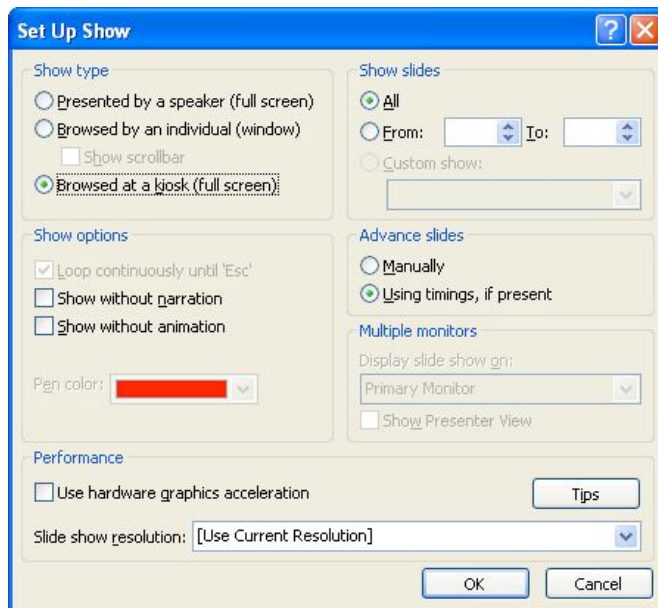 Set Up Show
Show type
Presented by a speaker (full screen)
Browsed by an individual (window)
Show scrollbar
Browsed at a kiosk (full screen)
Show slides
All
From: To:
Custom show:
Show options
Loop continuously until 'Esc'
Show without narration
Show without animation
Pen color:
Advance slides
Manually
Using timings, if present
Multiple monitors
Display slide show on:
Primary Monitor
Show Presenter View
Performance
Use hardware graphics acceleration
Tips
Slide show resolution: [Use Current Resolution]
OK Cancel